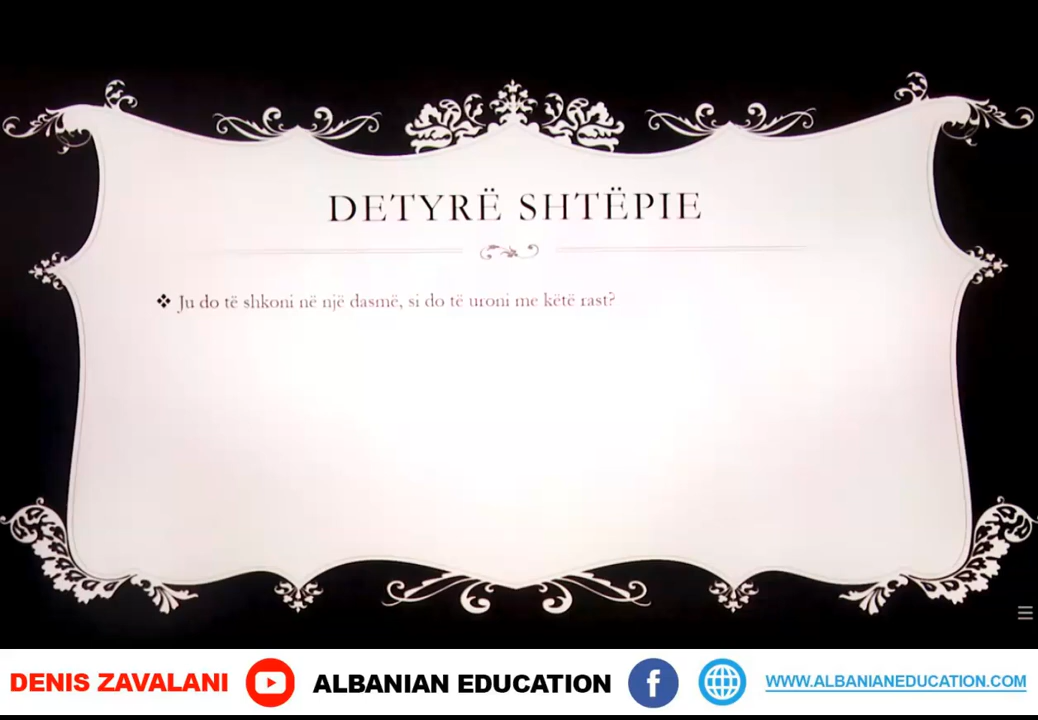 DETYRË SHTËPIE
❖ Ju do të shkoni në një dasmë, si do të uroni me këtë rast?
DENIS ZAVALANI ALBANIAN EDUCATION WWW.ALBANIANEDUCATION.COM